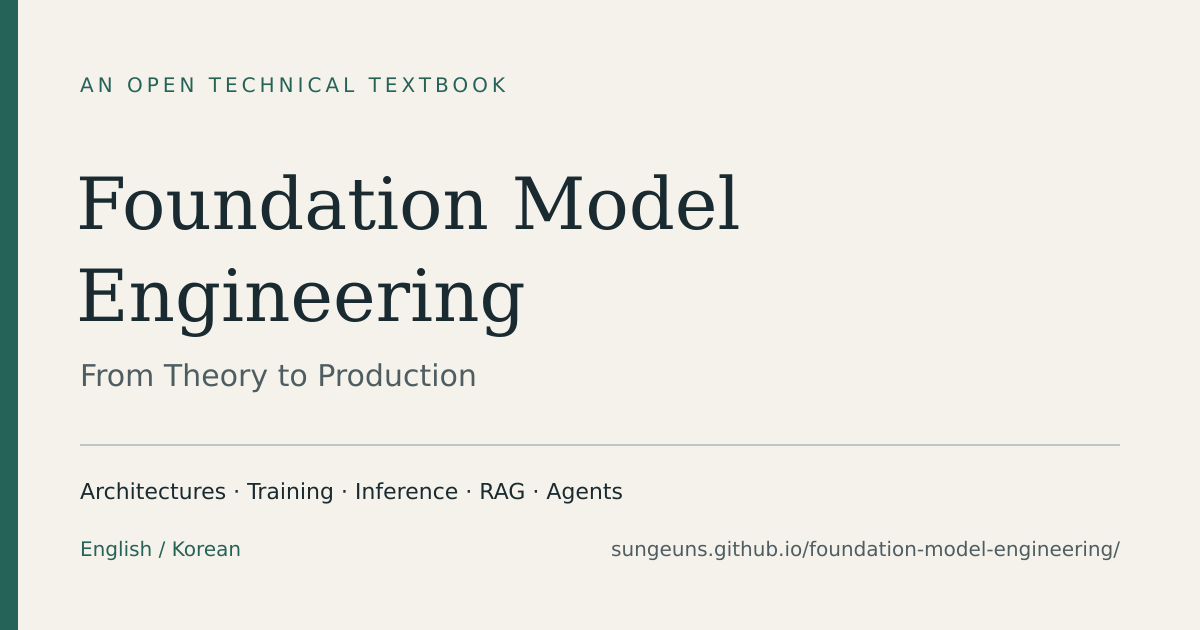 AN OPEN TECHNICAL TEXTBOOK
Foundation Model
Engineering
From Theory to Production
Architectures · Training · Inference · RAG · Agents
English / Korean
sungeuns.github.io/foundation-model-engineering/